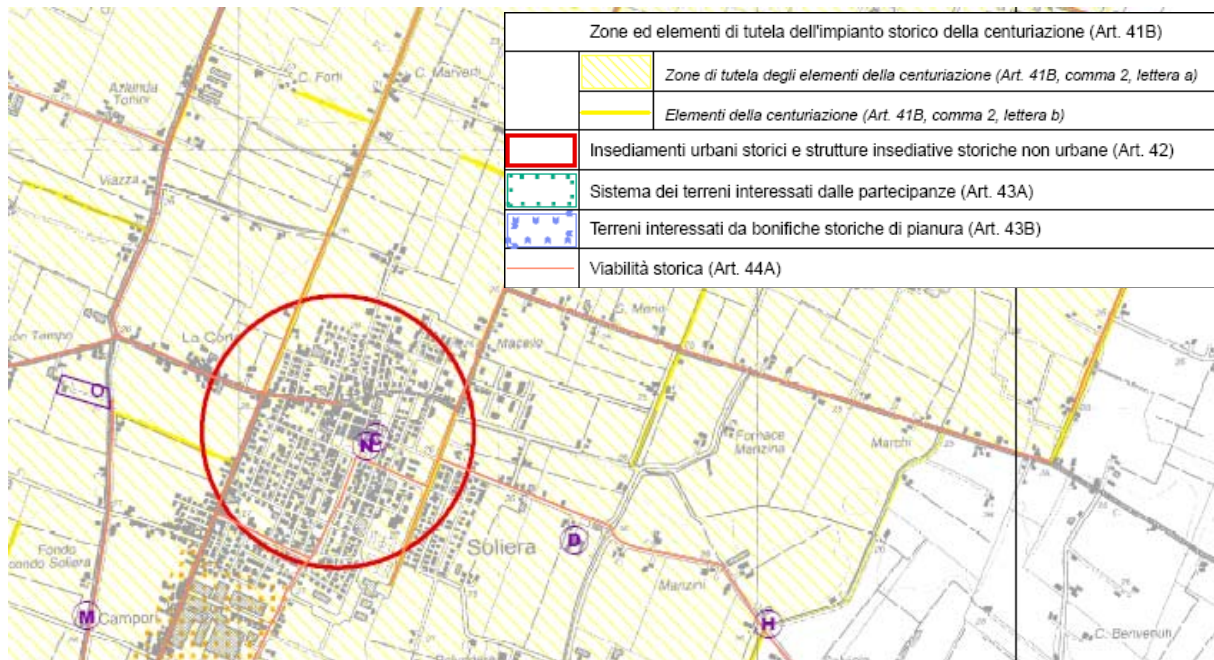 Zone ed elementi di tutela dell'impianto storico della centuriazione (Art. 41B)
Zone di tutela degli elementi della centuriazione (Art. 41B, comma 2, lettera a)
Elementi della centuriazione (Art. 41B, comma 2, lettera b)
Insediamenti urbani storici e strutture insediative storiche non urbane (Art. 42)
Sistema dei terreni interessati dalle partecipanze (Art. 43A)
Terreni interessati da bonifiche storiche di pianura (Art. 43B)
Viabilità storica (Art. 44A)
C. Forti
C. Marverti
Azienda
Tonini
Viazza
La Corte
Macello
Fornace
Manzina
Marchi
N
C
D
Soliera
Fondo
Soliera
Manzini
M
Campori
H
C. Benvenuti